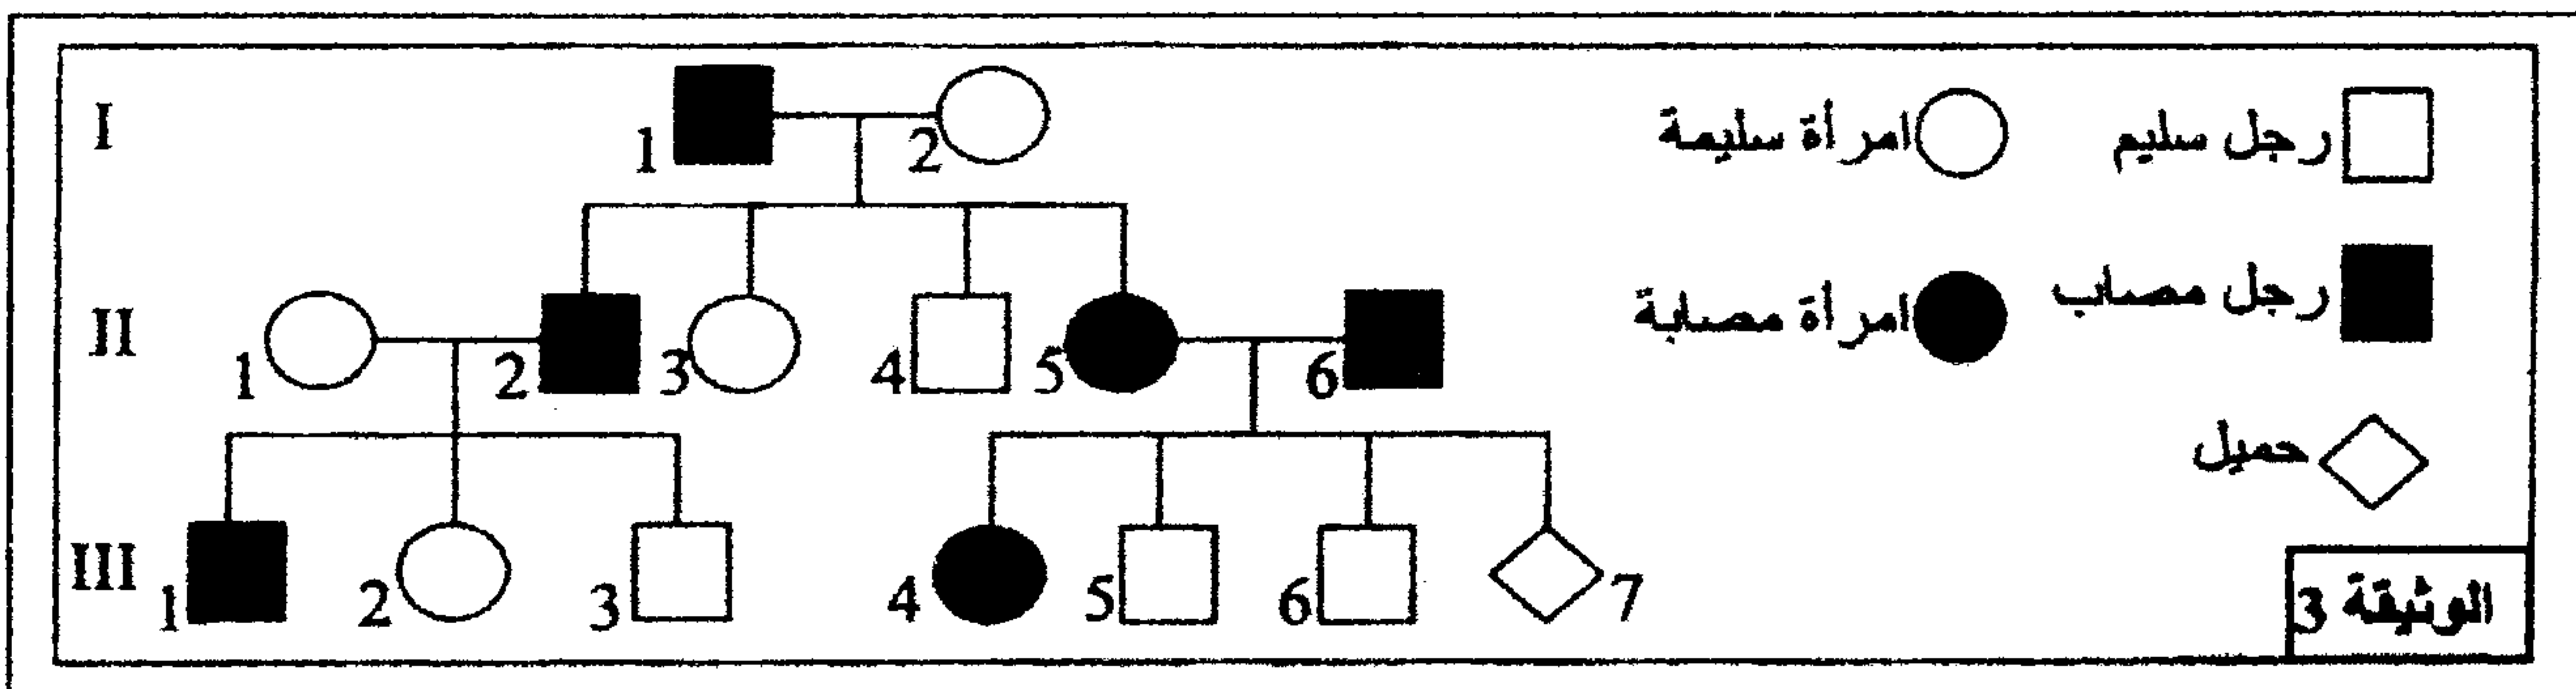 I 1 2 امرأة سليمة رجل سليم
II 1 2 3 4 5 6 امرأة مصابة رجل مصاب
حميل
III 1 2 3 4 5 6 7
الوثيقة 3